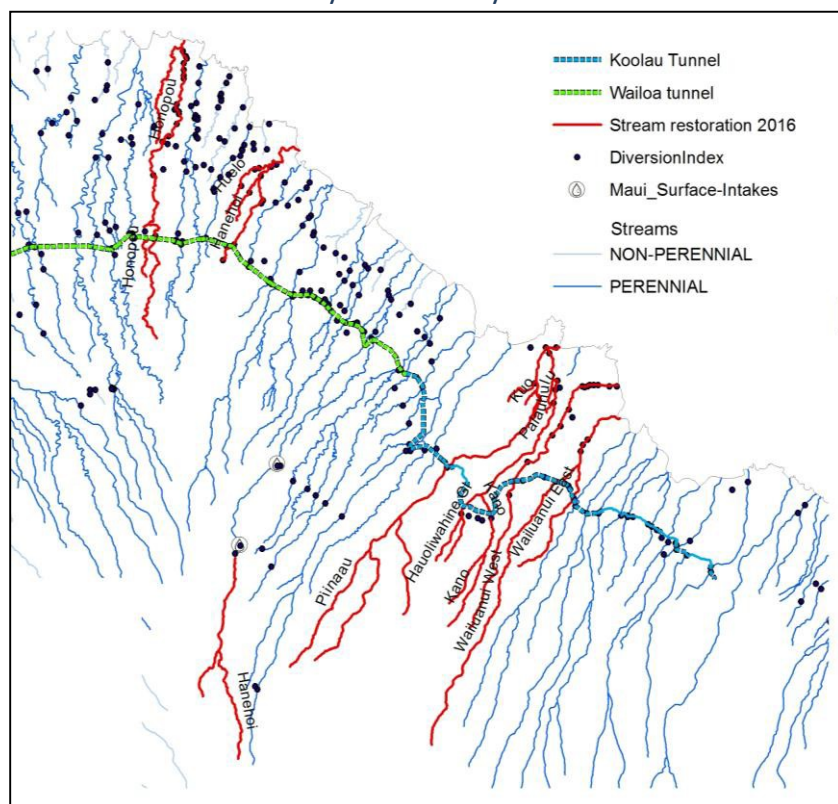 Koolau Tunnel
Wailoa tunnel
Stream restoration 2016
DiversionIndex
Maui_Surface-Intakes
Streams
NON-PERENNIAL
PERENNIAL
Honopou
Huelo
Hanehoi
Honopou
Kuo
Palauhulu
Kano
Hauoliwahine Gl
Wailuanui East
Piinaau
Kano
Wailuanui West
Hanehoi